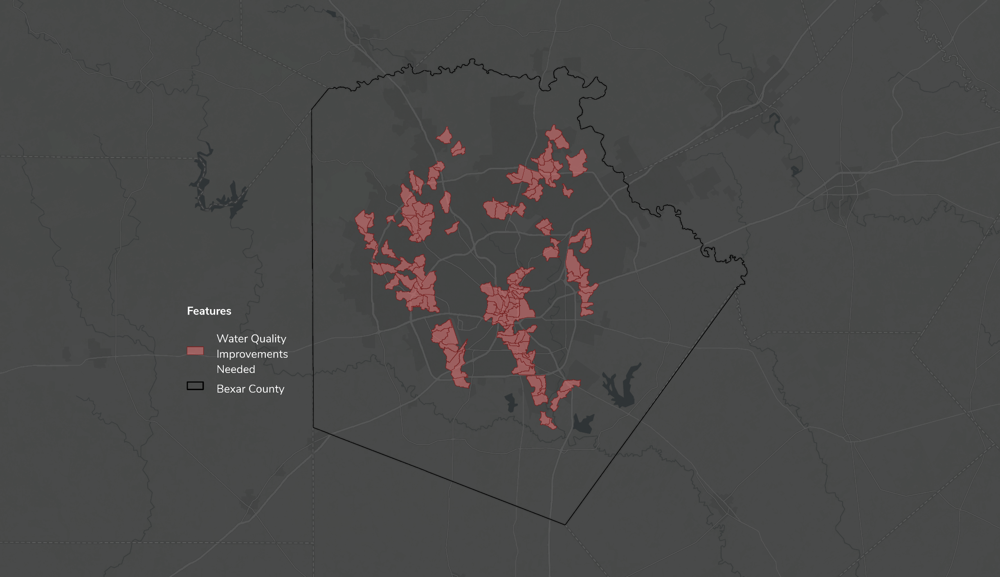 Features
Water Quality
Improvements
Needed
Bexar County